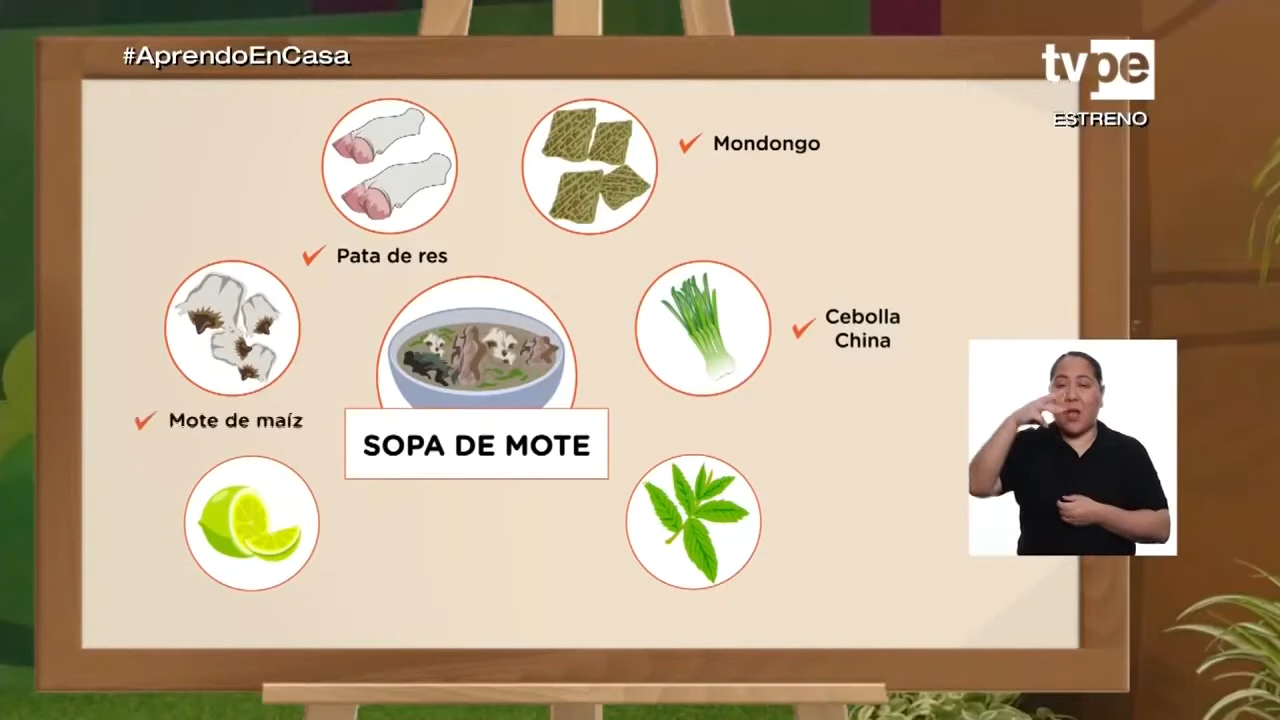 #AprendoEnCasa
tvpe
ESTRENO
Mondongo
Pata de res
Cebolla
China
Mote de maíz
SOPA DE MOTE